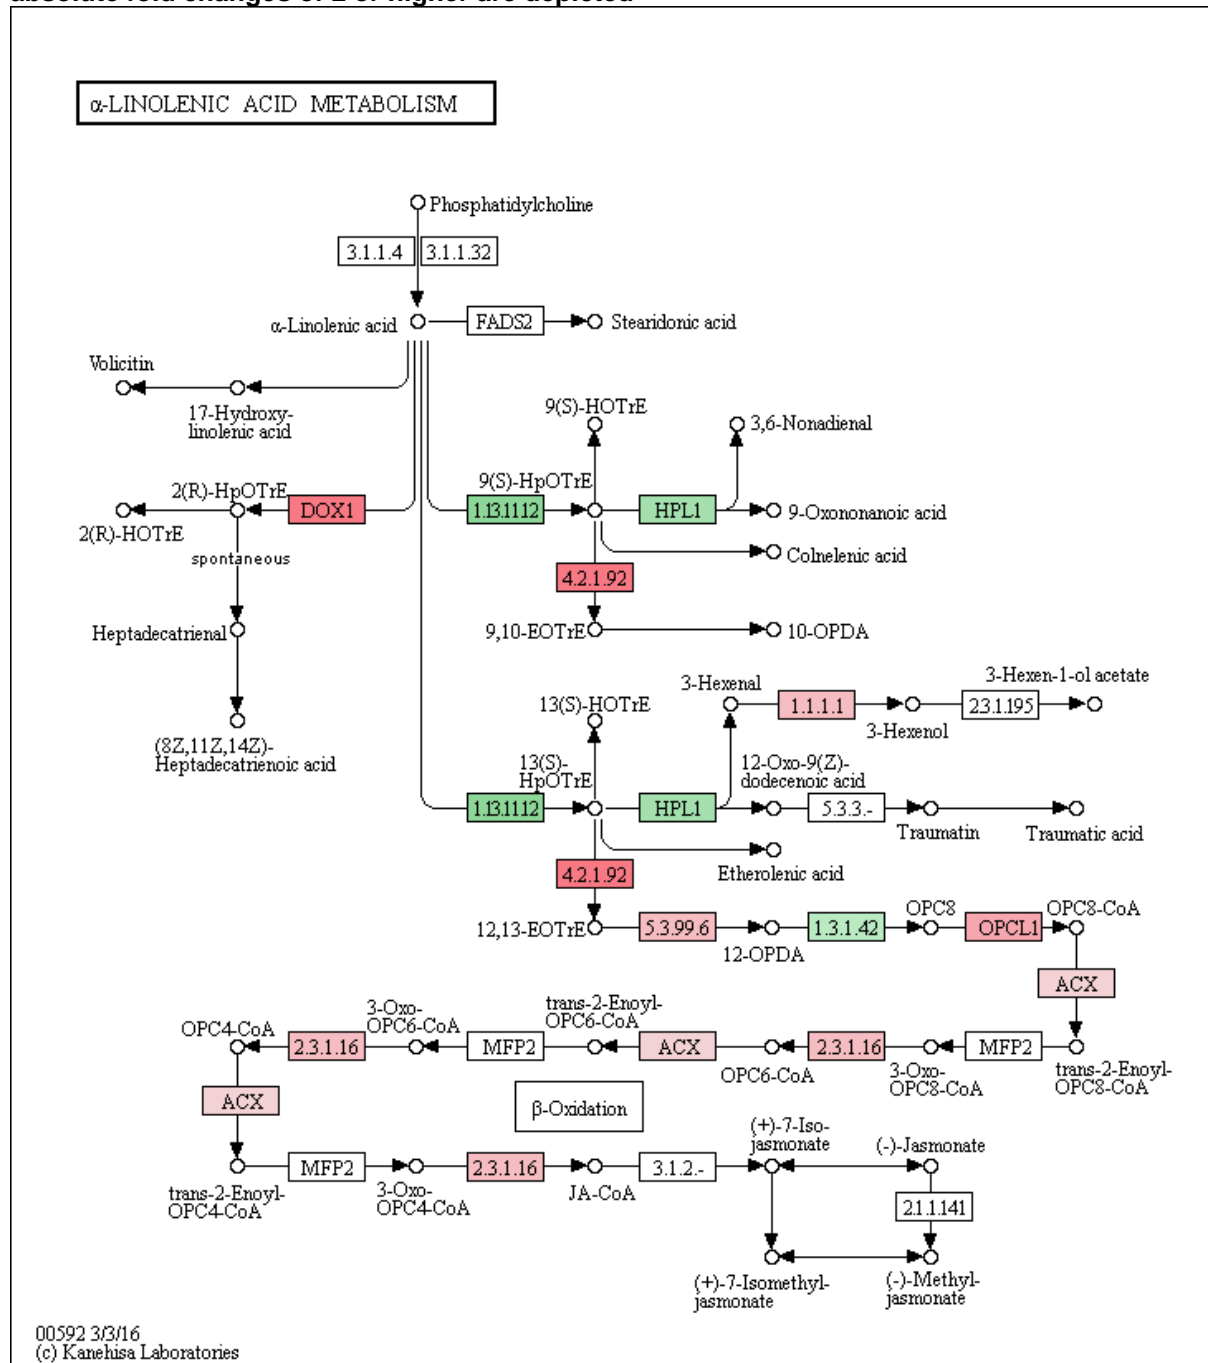 absolute fold changes of 2 or higher are depicted
α-LINOLENIC ACID METABOLISM
Phosphatidylcholine
3.1.1.4
3.1.1.32
α-Linolenic acid
FADS2
Stearidonic acid
Volicitin
17-Hydroxy-
linolenic acid
9(S)-HOTrE
3,6-Nonadienal
2(R)-HpOTrE
DOX1
9(S)-HpOTrE
1.13.11.12
HPL1
9-Oxononanoic acid
2(R)-HOTrE
spontaneous
Colnelenic acid
4.2.1.92
Heptadecatrienal
9,10-EOTrE
10-OPDA
3-Hexenal
1.1.1.1
3-Hexenol
2.3.1.195
3-Hexen-1-ol acetate
(8Z,11Z,14Z)-
Heptadecatrienoic acid
13(S)-HOTrE
13(S)-
HpOTrE
12-Oxo-9(Z)-
dodecenoic acid
1.13.11.12
HPL1
5.3.3.-
Traumatin
Traumatic acid
Etherolenic acid
4.2.1.92
12,13-EOTrE
5.3.99.6
12-OPDA
1.3.1.42
OPC8
OPCL1
OPC8-CoA
ACX
OPC4-CoA
2.3.1.16
3-Oxo-
OPC6-CoA
MFP2
trans-2-Enoyl-
OPC6-CoA
ACX
OPC6-CoA
2.3.1.16
3-Oxo-
OPC8-CoA
MFP2
trans-2-Enoyl-
OPC8-CoA
ACX
β-Oxidation
trans-2-Enoyl-
OPC4-CoA
MFP2
3-Oxo-
OPC4-CoA
2.3.1.16
JA-CoA
3.1.2.-
(+)-7-Iso-
jasmonate
(-)-Jasmonate
2.1.1.141
(+)-7-Isomethyl-
jasmonate
(-)-Methyl-
jasmonate
00592 3/3/16
(c) Kanehisa Laboratories